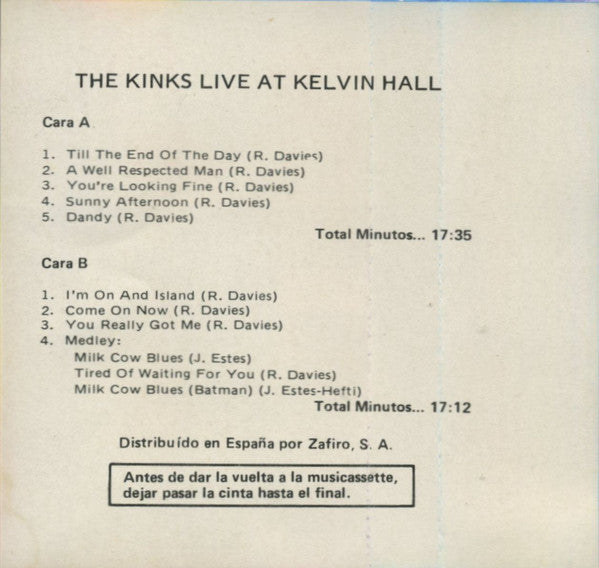 THE KINKS LIVE AT KELVIN HALL
Cara A
1. Till The End Of The Day (R. Davies)
2. A Well Respected Man (R. Davies)
3. You're Looking Fine (R. Davies)
4. Sunny Afternoon (R. Davies)
5. Dandy (R. Davies)
Total Minutos... 17:35
Cara B
1. I'm On And Island (R. Davies)
2. Come On Now (R. Davies)
3. You Really Got Me (R. Davies)
4. Medley:
Milk Cow Blues (J. Estes)
Tired Of Waiting For You (R. Davies)
Milk Cow Blues (Batman) (J. Estes-Hefti)
Total Minutos... 17:12
Distribuído en España por Zafiro, S. A.
Antes de dar la vuelta a la musicassette,
dejar pasar la cinta hasta el final.